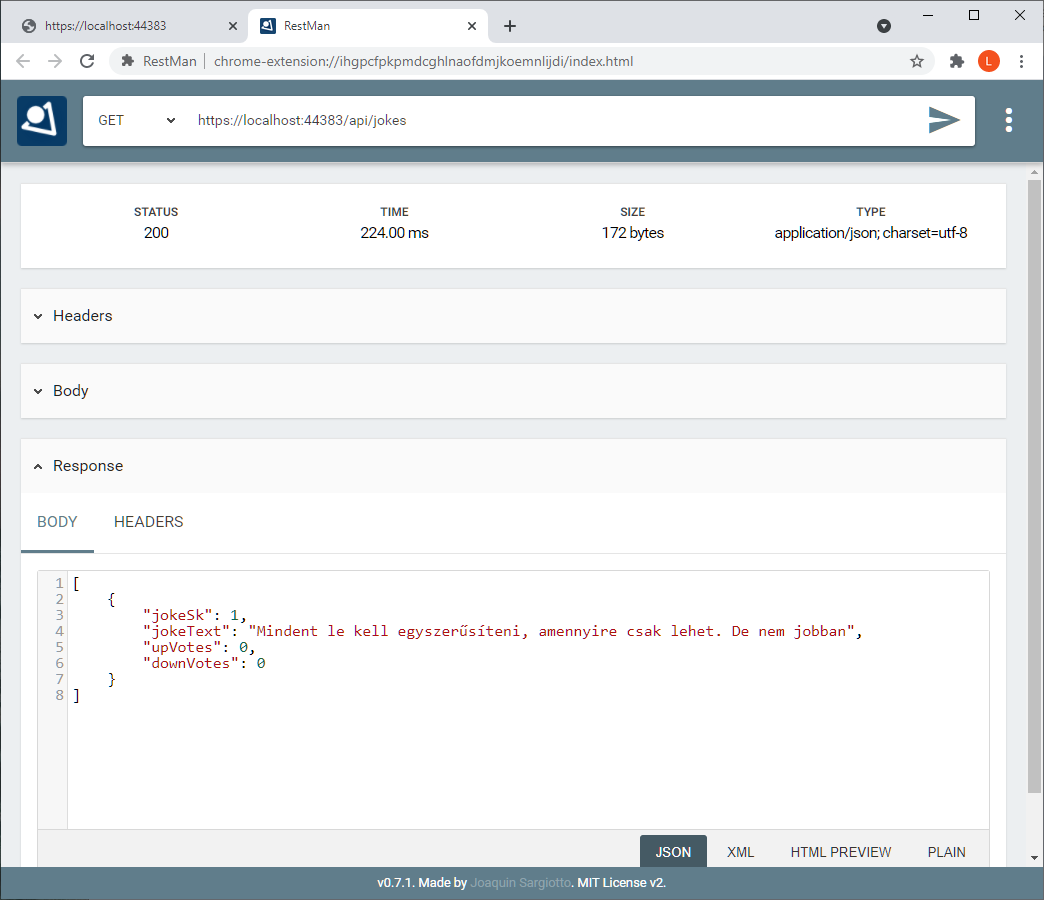 https://localhost:44383
RestMan
RestMan
chrome-extension://ihgpcfpkpmdcghlnaofdmjkoemnlijdi/index.html
L
GET
https://localhost:44383/api/jokes
STATUS TIME SIZE TYPE
200 224.00 ms 172 bytes application/json; charset=utf-8
Headers
Body
Response
BODY HEADERS
1 [
2 {
3 "jokeSk": 1,
4 "jokeText": "Mindent le kell egyszerűsíteni, amennyire csak lehet. De nem jobban",
5 "upVotes": 0,
6 "downVotes": 0
7 }
8 ]
JSON XML HTML PREVIEW PLAIN
v0.7.1. Made by Joaquin Sargiotto. MIT License v2.